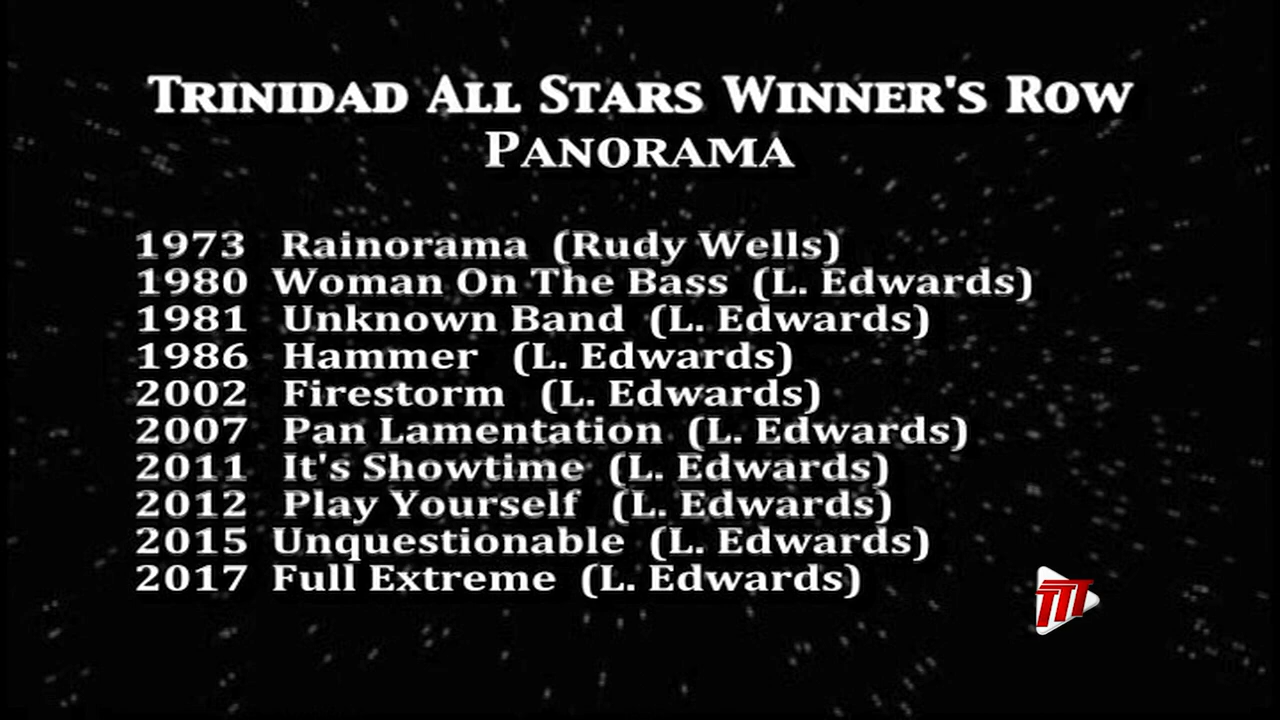 TRINIDAD ALL STARS WINNER'S ROW
PANORAMA
1973 Rainorama (Rudy Wells)
1980 Woman On The Bass (L. Edwards)
1981 Unknown Band (L. Edwards)
1986 Hammer (L. Edwards)
2002 Firestorm (L. Edwards)
2007 Pan Lamentation (L. Edwards)
2011 It's Showtime (L. Edwards)
2012 Play Yourself (L. Edwards)
2015 Unquestionable (L. Edwards)
2017 Full Extreme (L. Edwards)
TTT